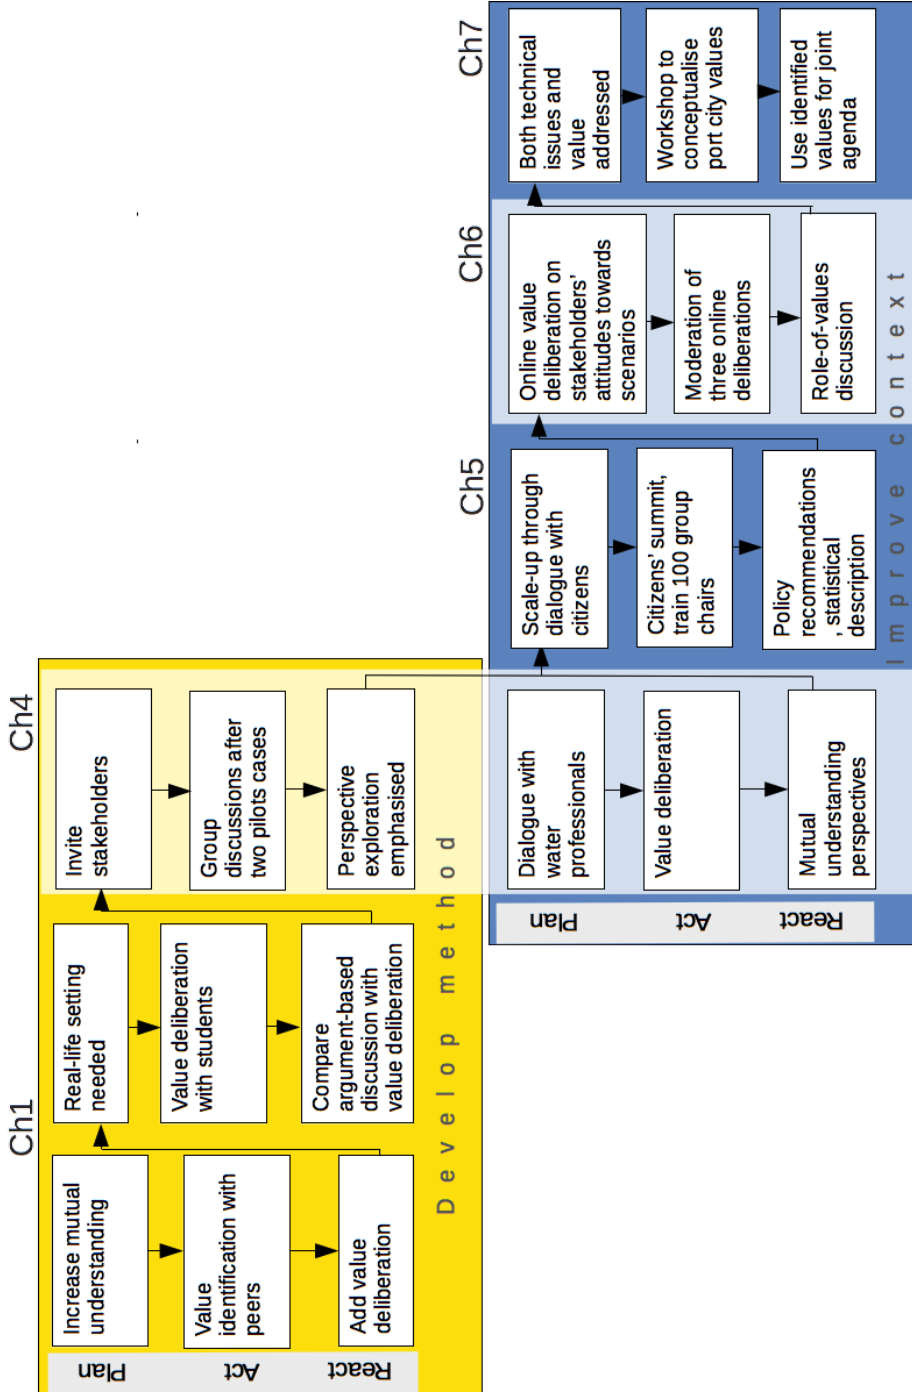 Ch1
Plan
Act
React
Increase mutual
understanding
Value
identification with
peers
Add value
deliberation
Real-life setting
needed
Value deliberation
with students
Compare
argument-based
discussion with
value deliberation
Ch4
Invite
stakeholders
Group
discussions after
two pilots cases
Perspective
exploration
emphasised
Develop method
Plan
Act
React
Dialogue with
water
professionals
Value deliberation
Mutual
understanding
perspectives
Ch5
Scale-up through
dialogue with
citizens
Citizens' summit,
train 100 group
chairs
Policy
recommendations
, statistical
description
Ch6
Online value
deliberation on
stakeholders'
attitudes towards
scenarios
Moderation of
three online
deliberations
Role-of-values
discussion
Ch7
Both technical
issues and
value
addressed
Workshop to
conceptualise
port city values
Use identified
values for joint
agenda
Improve context